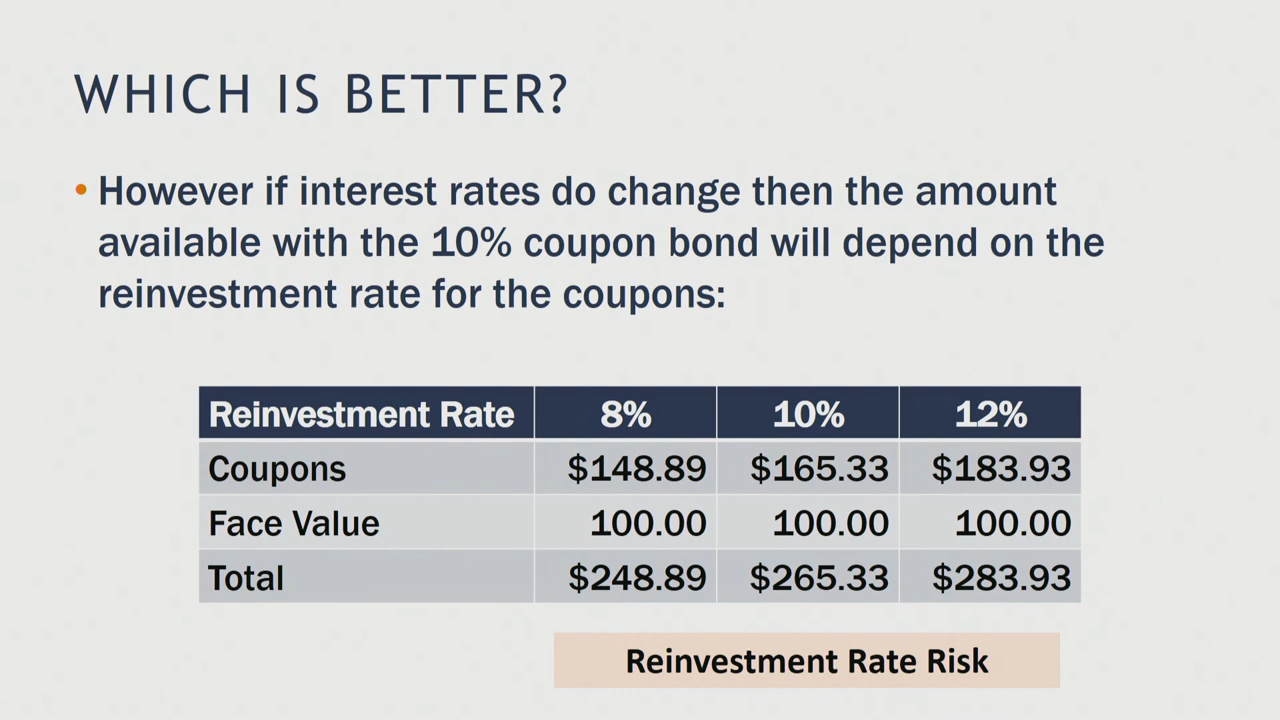 WHICH IS BETTER?
• However if interest rates do change then the amount
available with the 10% coupon bond will depend on the
reinvestment rate for the coupons:
Reinvestment Rate 8% 10% 12%
Coupons $148.89 $165.33 $183.93
Face Value 100.00 100.00 100.00
Total $248.89 $265.33 $283.93
Reinvestment Rate Risk